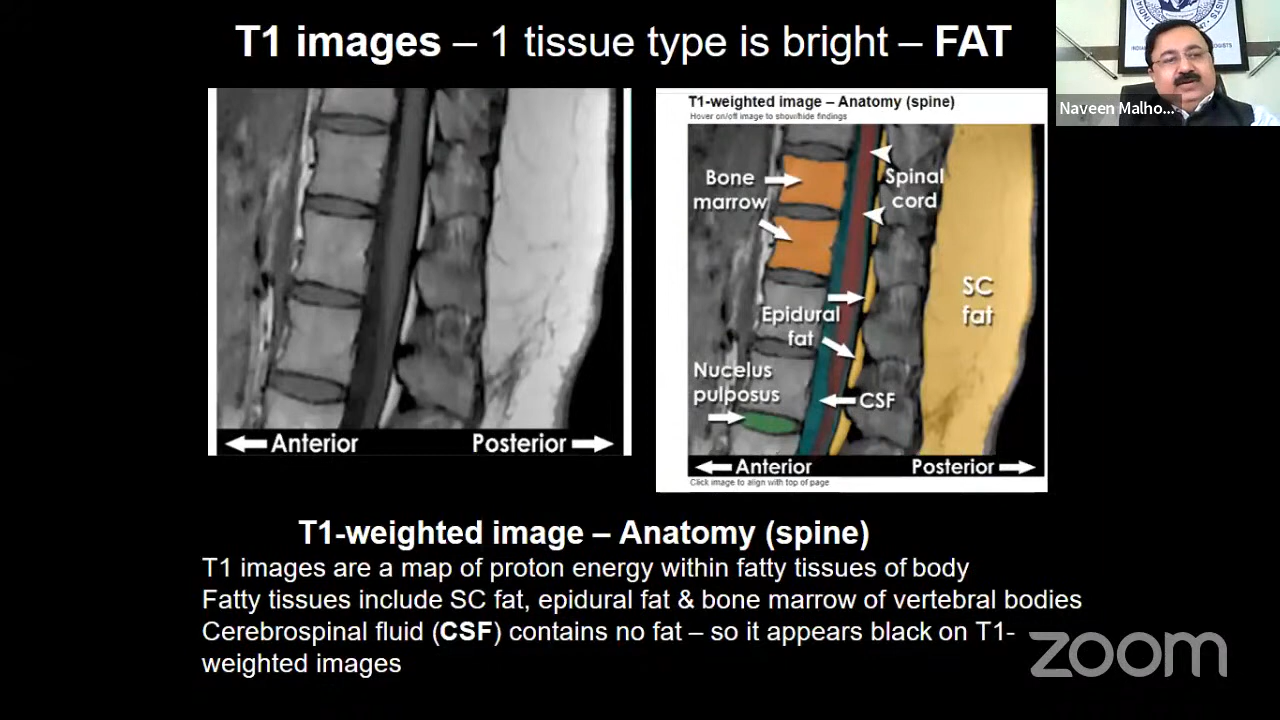 T1 images – 1 tissue type is bright – FAT
Naveen Malho...
Anterior
Posterior
T1-weighted image – Anatomy (spine)
Hover on/off image to show/hide findings
Bone
marrow
Spinal
cord
SC
fat
Epidural
fat
Nucelus
pulposus
CSF
Anterior
Posterior
Click image to align with top of page
T1-weighted image – Anatomy (spine)
T1 images are a map of proton energy within fatty tissues of body
Fatty tissues include SC fat, epidural fat & bone marrow of vertebral bodies
Cerebrospinal fluid (CSF) contains no fat – so it appears black on T1-
weighted images
zoom